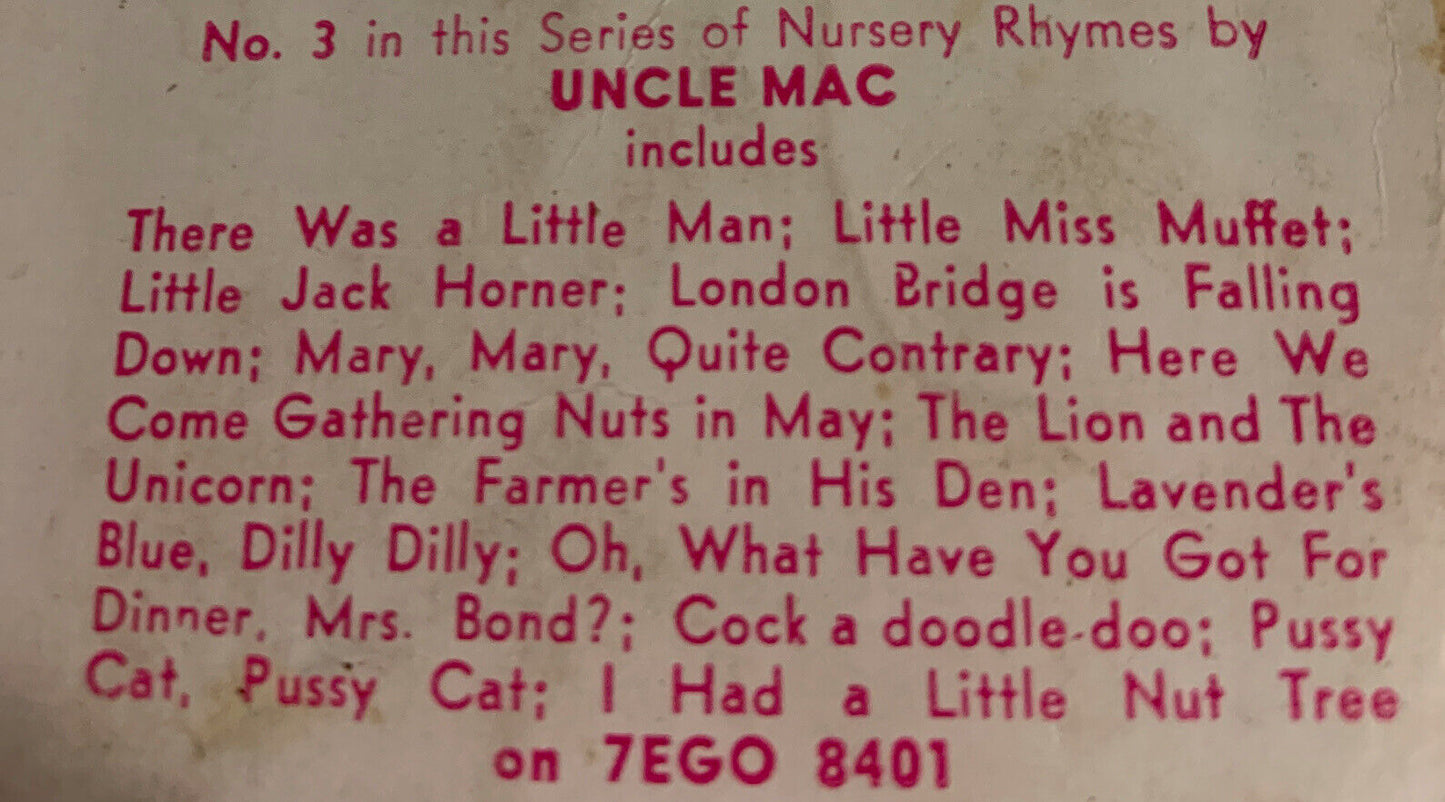 No. 3 in this Series of Nursery Rhymes by
UNCLE MAC
includes
There Was a Little Man; Little Miss Muffet;
Little Jack Horner; London Bridge is Falling
Down; Mary, Mary, Quite Contrary; Here We
Come Gathering Nuts in May; The Lion and The
Unicorn; The Farmer's in His Den; Lavender's
Blue, Dilly Dilly; Oh, What Have You Got For
Dinner, Mrs. Bond?; Cock a doodle-doo; Pussy
Cat, Pussy Cat; I Had a Little Nut Tree
on 7EGO 8401